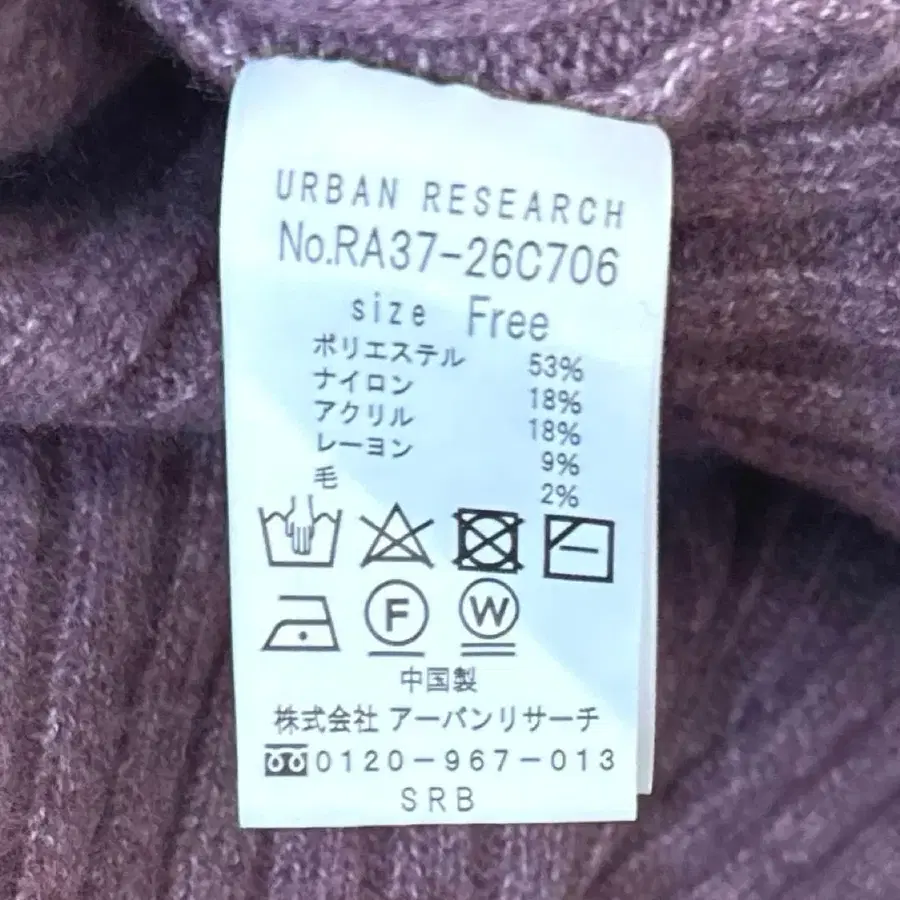 URBAN RESEARCH
No.RA37-26C706
size Free
ポリエステル 53%
ナイロン 18%
アクリル 18%
レーヨン 9%
毛 2%
F W
中国製
株式会社 アーバンリサーチ
0120-967-013
SRB